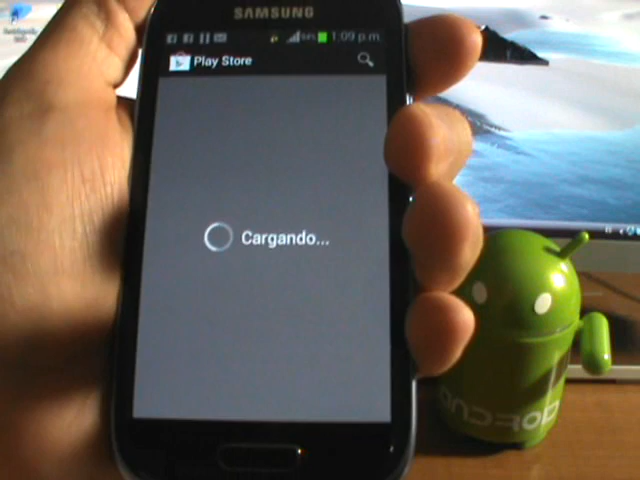 SAMSUNG
1:09 p.m.
Play Store
Cargando...
ANDROID